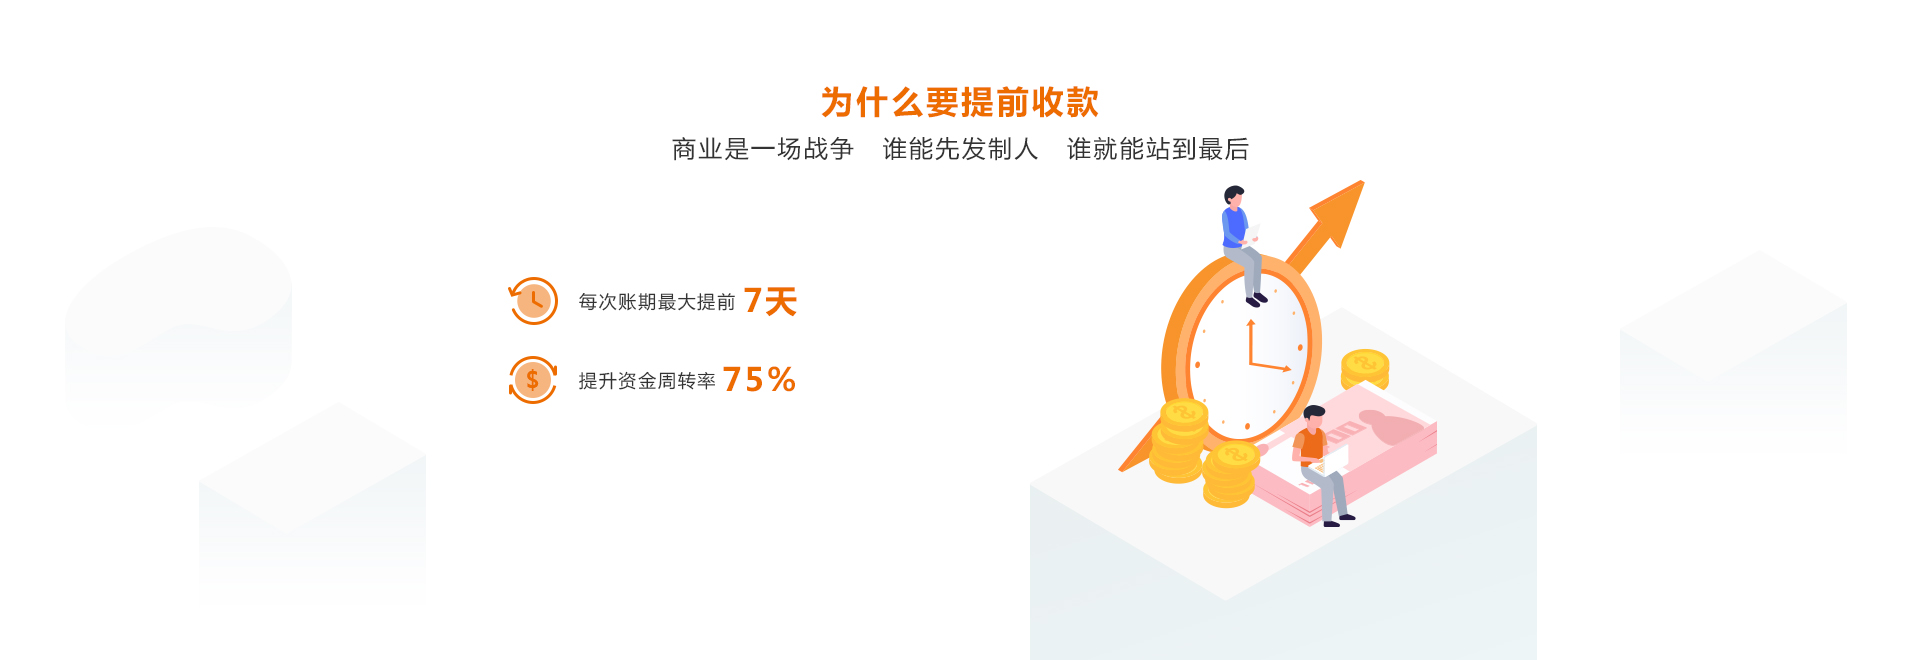 为什么要提前收款
商业是一场战争 谁能先发制人 谁就能站到最后
每次账期最大提前 7天
提升资金周转率 75%